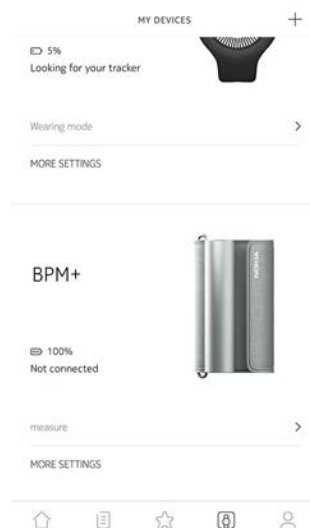 MY DEVICES
5%
Looking for your tracker
Wearing mode
MORE SETTINGS
BPM+
NOKIA
100%
Not connected
measure
MORE SETTINGS